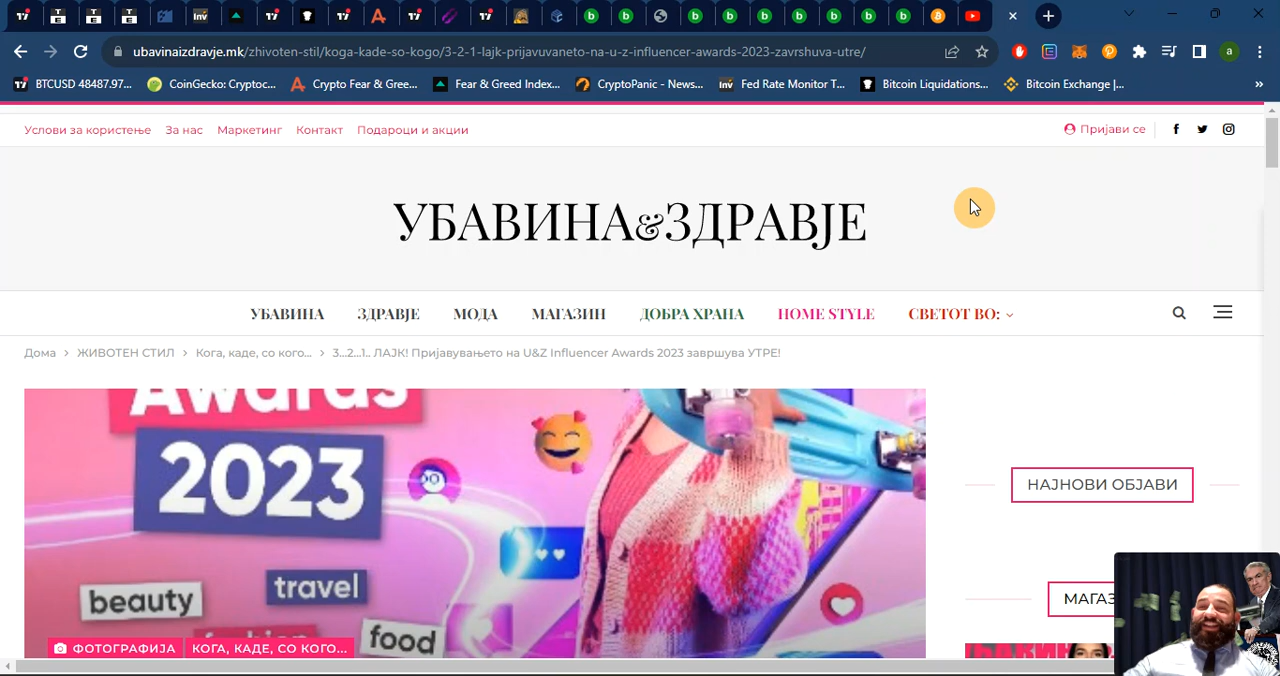 ubavinaizdravje.mk/zhivoten-stil/koga-kade-so-kogo/3-2-1-lajk-prijavuvaneto-na-u-z-influencer-awards-2023-zavrshuva-utre/
BTCUSD 48487.97...
CoinGecko: Cryptoc...
Crypto Fear & Gree...
Fear & Greed Index...
CryptoPanic - News...
Fed Rate Monitor T...
Bitcoin Liquidations...
Bitcoin Exchange |...
Услови за користење
За нас
Маркетинг
Контакт
Подароци и акции
Пријави се
УБАВИНА&ЗДРАВЈЕ
УБАВИНА
ЗДРАВЈЕ
МОДА
МАГАЗИН
ДОБРА ХРАНА
HOME STYLE
СВЕТОТ ВО:
Дома > ЖИВОТЕН СТИЛ > Кога, каде, со кого... > 3...2...1.. ЛАЈК! Пријавувањето на U&Z Influencer Awards 2023 завршува УТРЕ!
Awards
2023
beauty
travel
fashion
food
ФОТОГРАФИЈА
КОГА, КАДЕ, СО КОГО...
НАЈНОВИ ОБЈАВИ